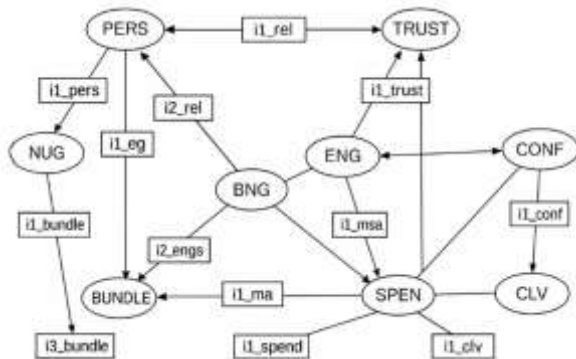 PERS
i1_rel
TRUST
i1_pers
i2_rel
i1_trust
NUG
i1_eg
ENG
CONF
BNG
i1_bundle
i1_msa
i1_conf
i2_engs
BUNDLE
i1_ma
SPEN
CLV
i3_bundle
i1_spend
i1_clv